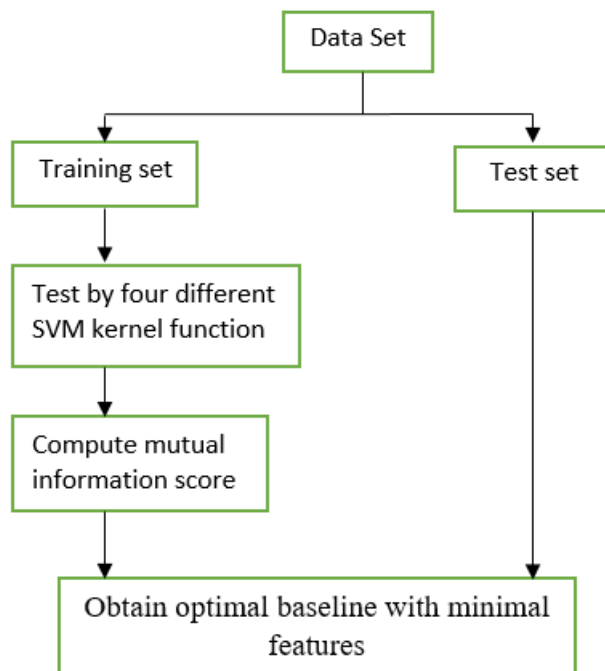 Data Set
Training set
Test set
Test by four different
SVM kernel function
Compute mutual
information score
Obtain optimal baseline with minimal
features